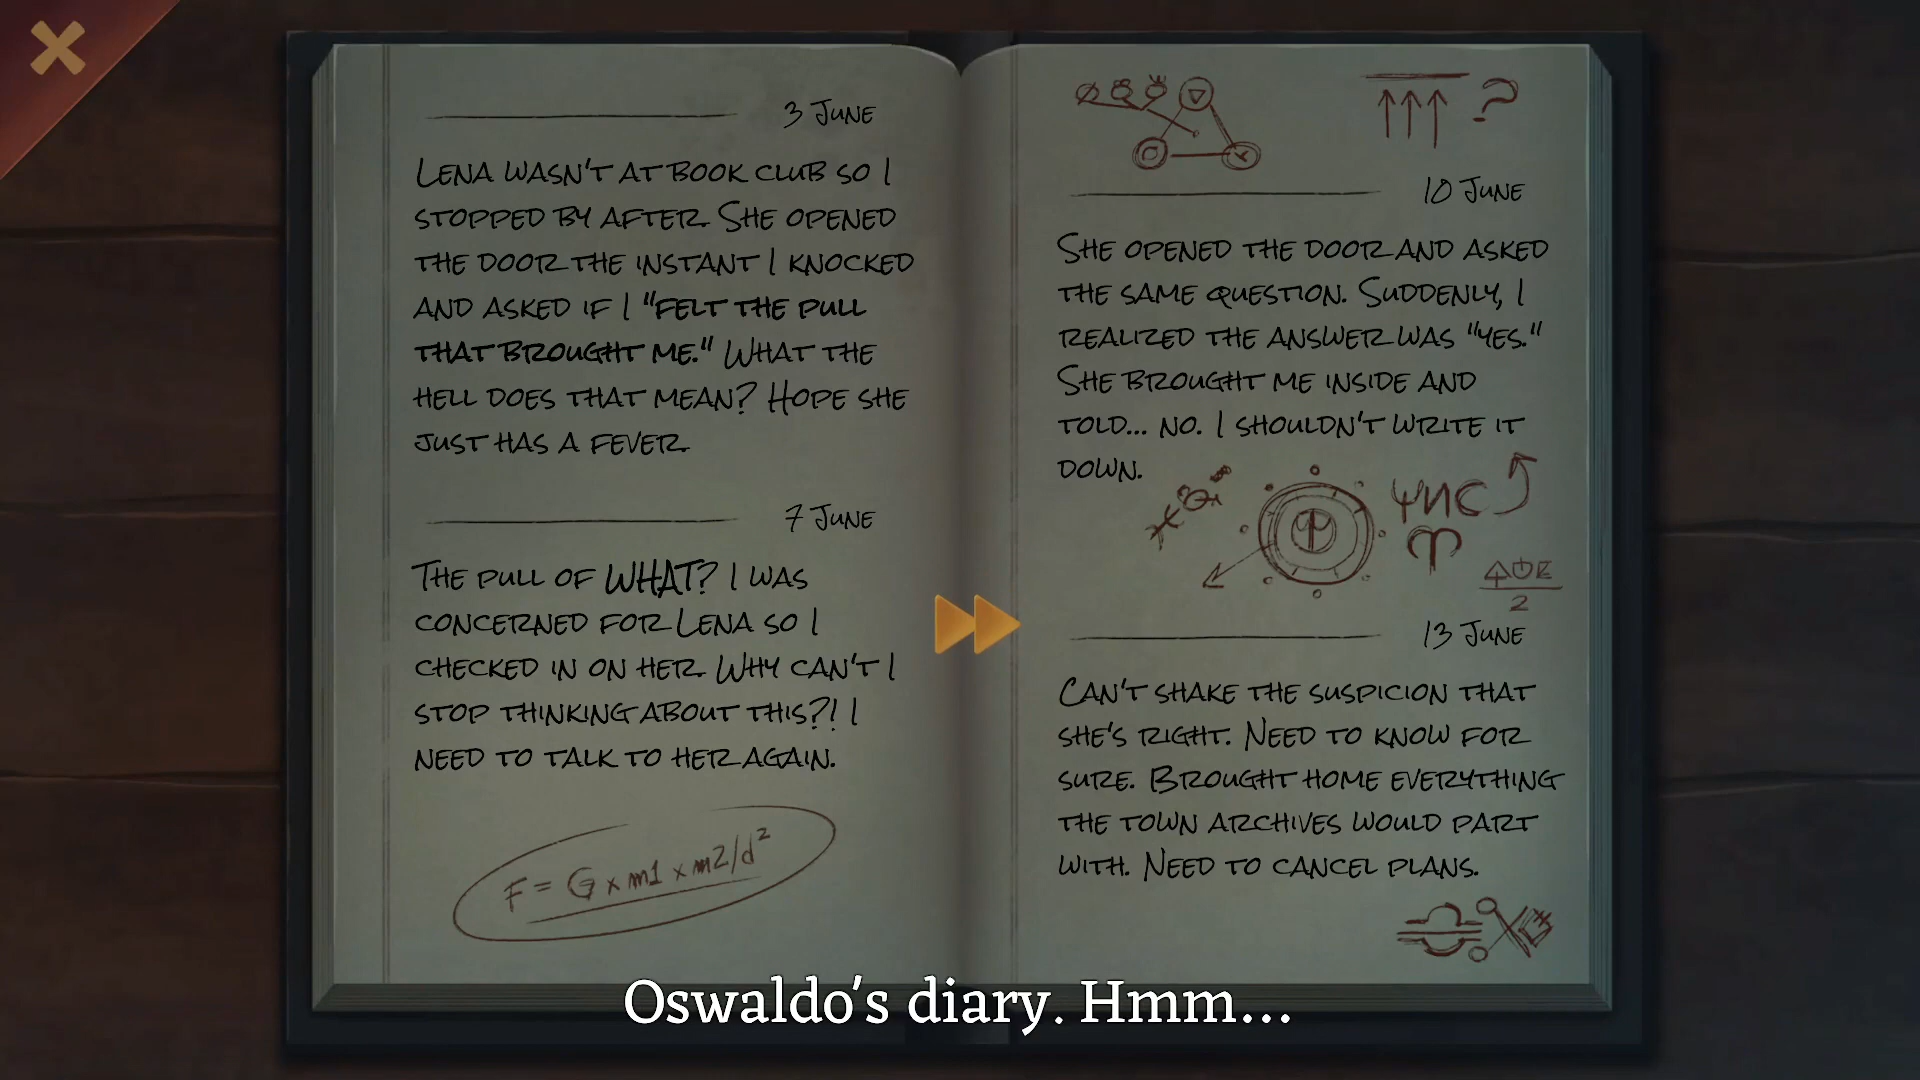 3 June
Lena wasn't at book club so I
stopped by after. She opened
the door the instant I knocked
and asked if I "felt the pull
that brought me." What the
hell does that mean? Hope she
just has a fever.
7 June
The pull of WHAT? I was
concerned for Lena so I
checked in on her. Why can't I
stop thinking about this?! I
need to talk to her again.
F = G x m1 x m2/d²
?
10 June
She opened the door and asked
the same question. Suddenly, I
realized the answer was "yes."
She brought me inside and
told... no. I shouldn't write it
down.
2
13 June
Can't shake the suspicion that
she's right. Need to know for
sure. Brought home everything
the town archives would part
with. Need to cancel plans.
Oswaldo's diary. Hmm...